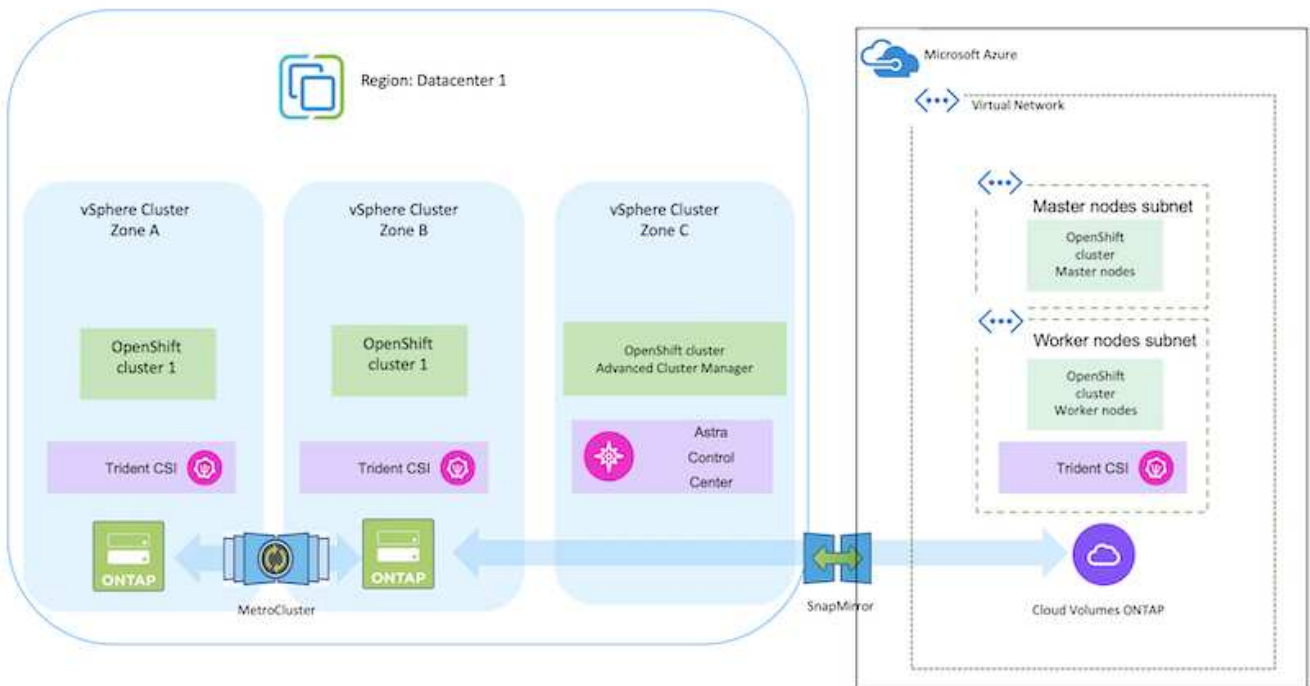 Region: Datacenter 1
vSphere Cluster
Zone A
OpenShift
cluster 1
Trident CSI
ONTAP
vSphere Cluster
Zone B
OpenShift
cluster 1
Trident CSI
ONTAP
MetroCluster
vSphere Cluster
Zone C
OpenShift cluster
Advanced Cluster Manager
Astra
Control
Center
SnapMirror
Microsoft Azure
Virtual Network
Master nodes subnet
OpenShift
cluster
Master nodes
Worker nodes subnet
OpenShift
cluster
Worker nodes
Trident CSI
Cloud Volumes ONTAP